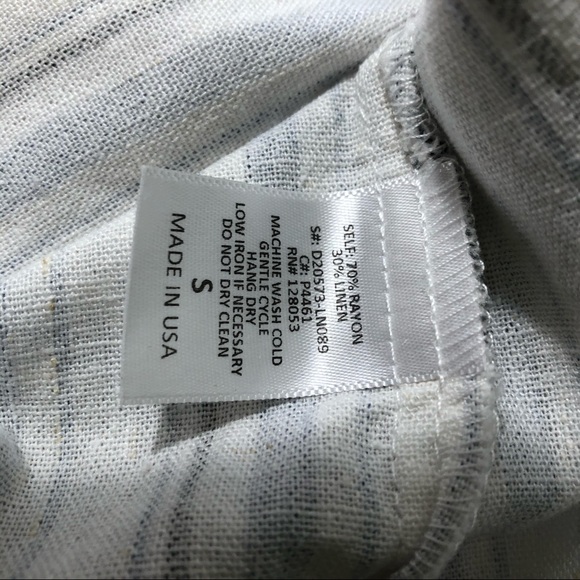 SELF: 70% RAYON
30% LINEN
S#: D20573-LN089
C#: P4461
RN# 128053
MACHINE WASH COLD
GENTLE CYCLE
HANG DRY
LOW IRON IF NECESSARY
DO NOT DRY CLEAN
S
MADE IN USA